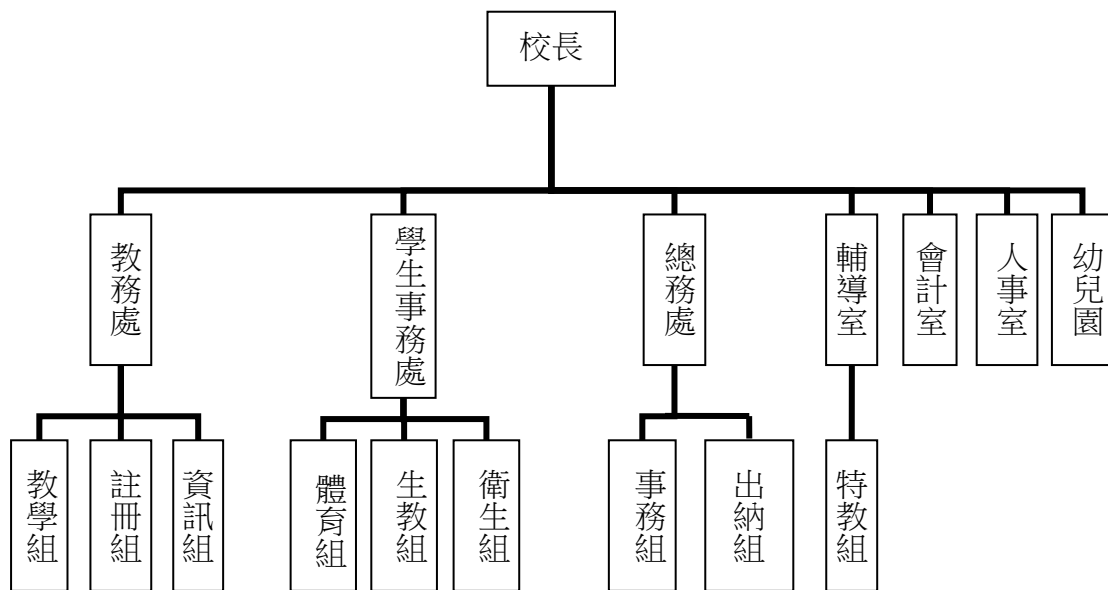 校長
教務處
學生事務處
總務處
輔導室
會計室
人事室
幼兒園
教學組
註冊組
資訊組
體育組
生教組
衛生組
事務組
出納組
特教組